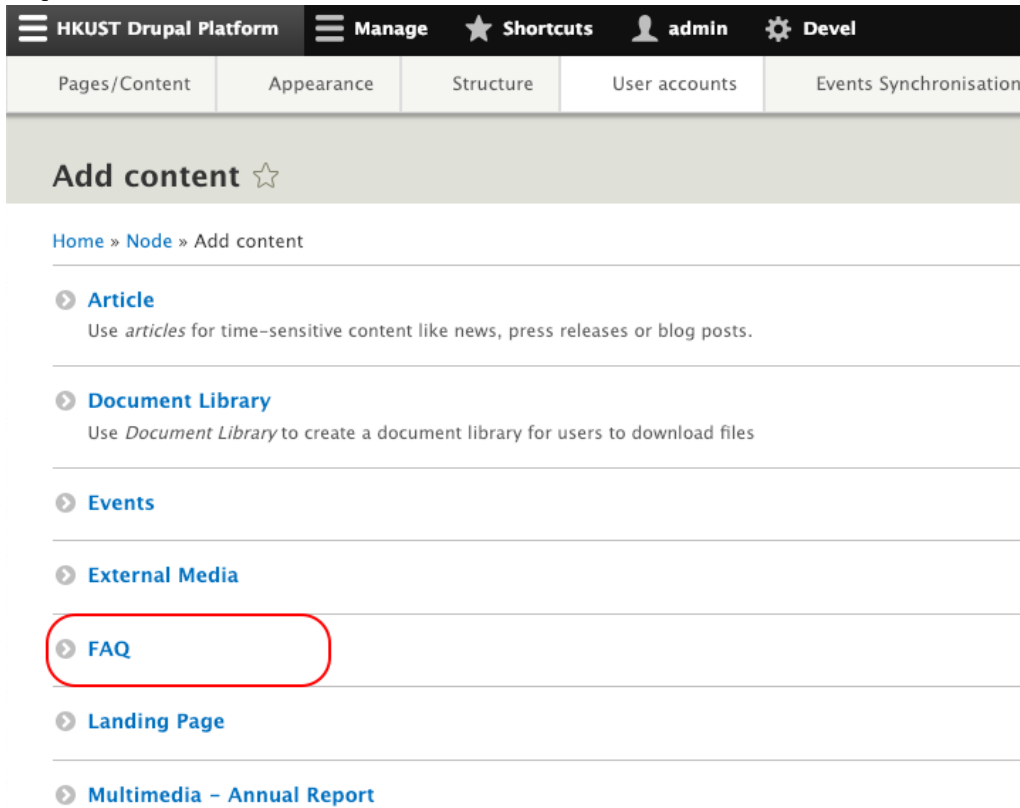 HKUST Drupal Platform Manage Shortcuts admin Devel
Pages/Content Appearance Structure User accounts Events Synchronisation
Add content
Home » Node » Add content
Article
Use articles for time-sensitive content like news, press releases or blog posts.
Document Library
Use Document Library to create a document library for users to download files
Events
External Media
FAQ
Landing Page
Multimedia - Annual Report